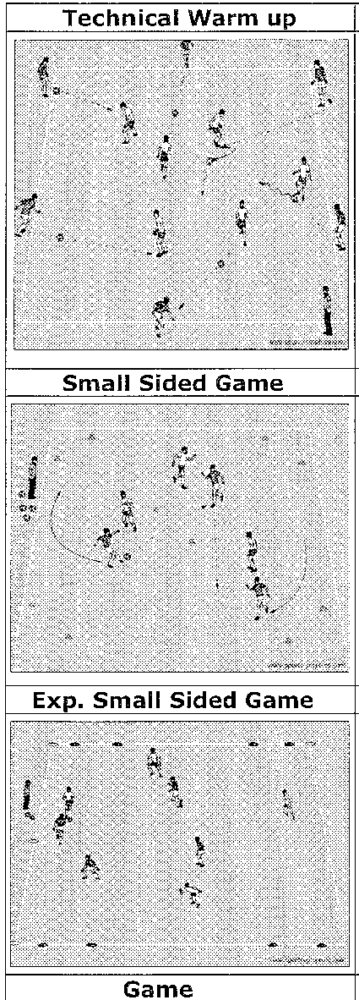 Technical Warm up
Small Sided Game
Exp. Small Sided Game
Game